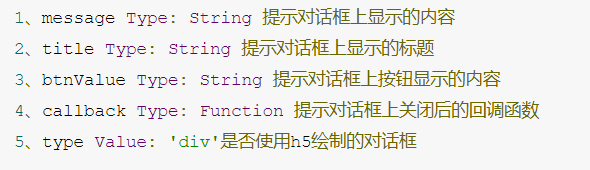 1、message Type: String 提示对话框上显示的内容
2、title Type: String 提示对话框上显示的标题
3、btnValue Type: String 提示对话框上按钮显示的内容
4、callback Type: Function 提示对话框上关闭后的回调函数
5、type Value: 'div'是否使用h5绘制的对话框